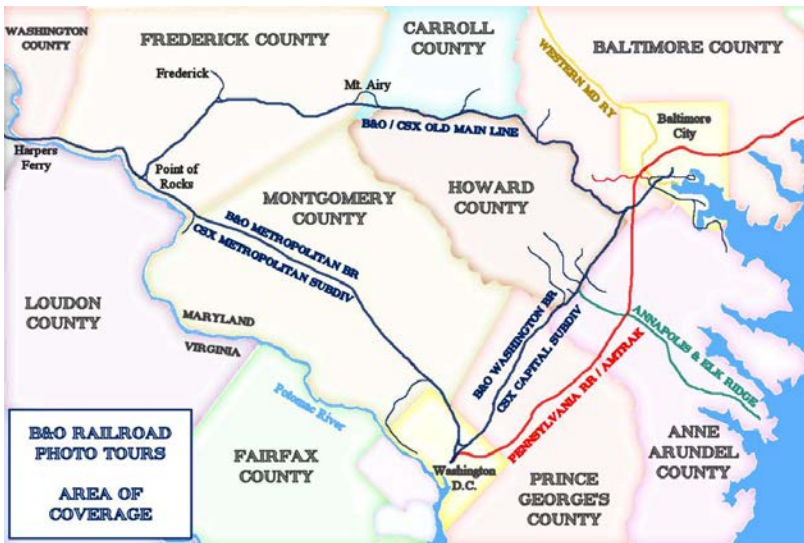 WASHINGTON
COUNTY
FREDERICK COUNTY
CARROLL
COUNTY
BALTIMORE COUNTY
WESTERN MD RY
Frederick
Mt. Airy
Baltimore
City
B&O / CSX OLD MAIN LINE
Harpers
Ferry
Point of
Rocks
MONTGOMERY
COUNTY
HOWARD
COUNTY
B&O METROPOLITAN BR
CSX METROPOLITAN SUBDIV
LOUDON
COUNTY
MARYLAND
VIRGINIA
B&O WASHINGTON BR
CSX CAPITAL SUBDIV
PENNSYLVANIA RR / AMTRAK
ANNAPOLIS & ELK RIDGE
Potomac River
B&O RAILROAD
PHOTO TOURS
AREA OF
COVERAGE
FAIRFAX
COUNTY
Washington
D.C.
PRINCE
GEORGE'S
COUNTY
ANNE
ARUNDEL
COUNTY